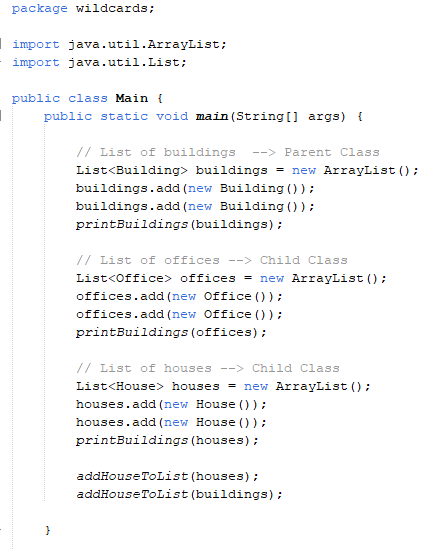 package wildcards;
import java.util.ArrayList;
import java.util.List;
public class Main {
public static void main(String[] args) {
// List of buildings  --> Parent Class
List<Building> buildings = new ArrayList();
buildings.add(new Building());
buildings.add(new Building());
printBuildings(buildings);
// List of offices --> Child Class
List<Office> offices = new ArrayList();
offices.add(new Office());
offices.add(new Office());
printBuildings(offices);
// List of houses --> Child Class
List<House> houses = new ArrayList();
houses.add(new House());
houses.add(new House());
printBuildings(houses);
addHouseToList(houses);
addHouseToList(buildings);
}